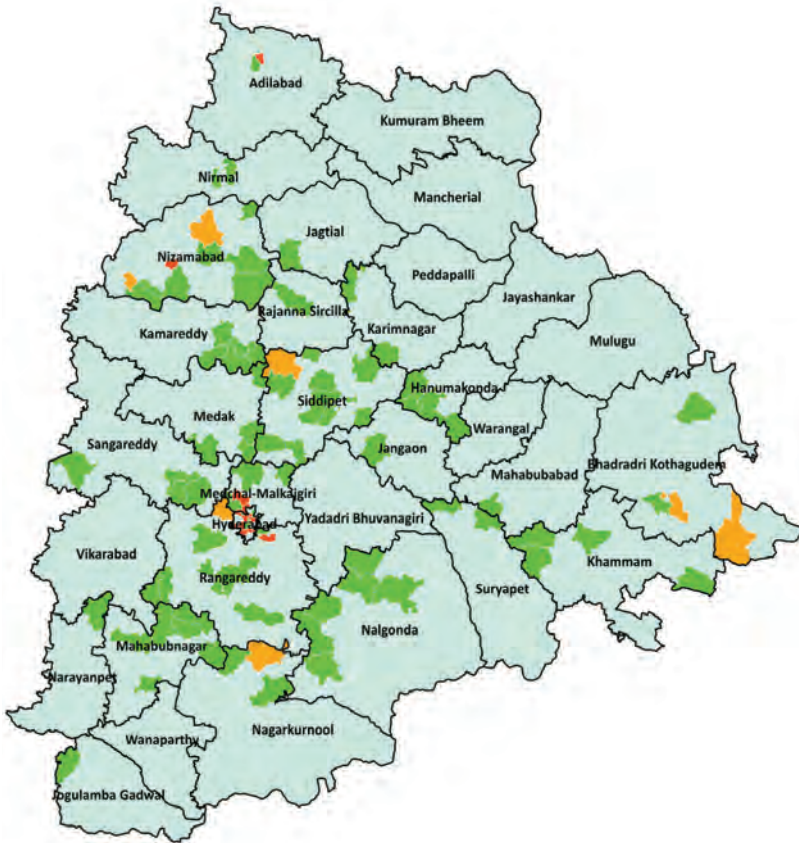 Adilabad
Kumuram Bheem
Nirmal
Mancherial
Jagtial
Nizamabad
Peddapalli
Jayashankar
Rajanna Sircilla
Karimnagar
Kamareddy
Mulugu
Hanumakonda
Siddipet
Medak
Warangal
Sangareddy
Jangaon
Bhadradri Kothagudem
Mahabubabad
Medchal-Malkajgiri
Hyderabad
Yadadri Bhuvanagiri
Vikarabad
Khammam
Rangareddy
Suryapet
Nalgonda
Mahabubnagar
Narayanpet
Nagarkurnool
Wanaparthy
Jogulamba Gadwal